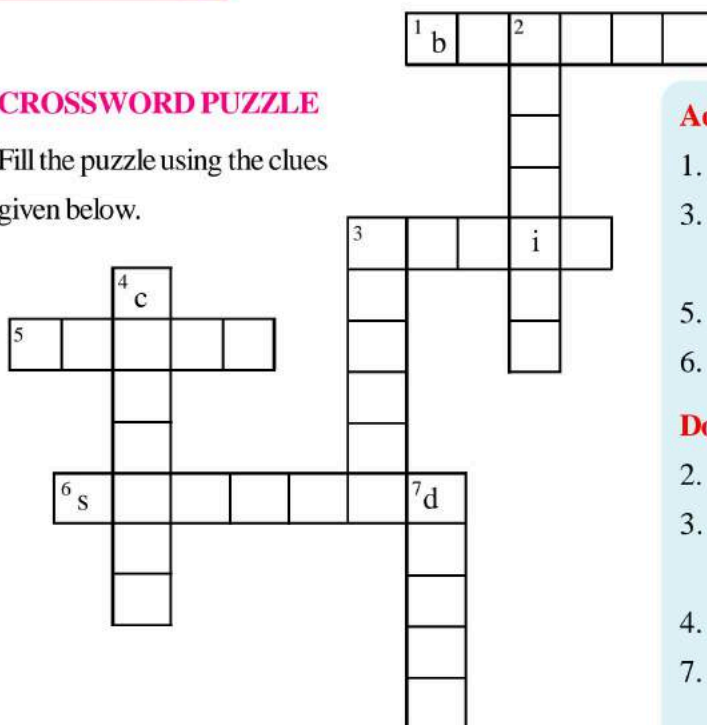 1 b 2
CROSSWORD PUZZLE
Fill the puzzle using the clues
given below.
1.
3.
3 i
4 c
5
5.
6.
2.
6 s 7 d
3.
4.
7.